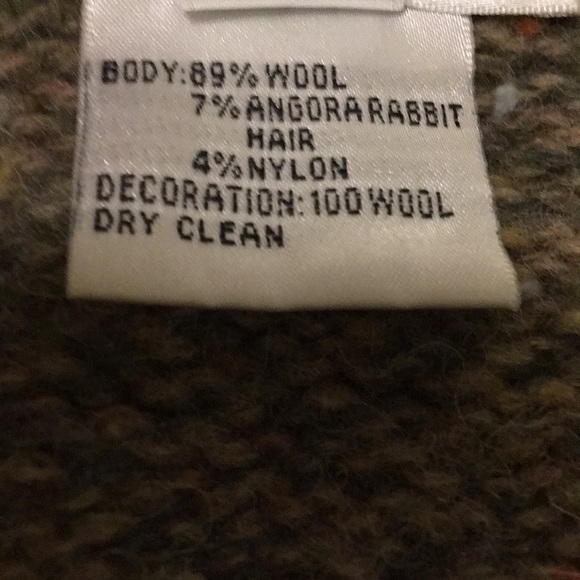 BODY:89% WOOL
7% ANGORA RABBIT
HAIR
4% NYLON
DECORATION: 100 WOOL
DRY CLEAN